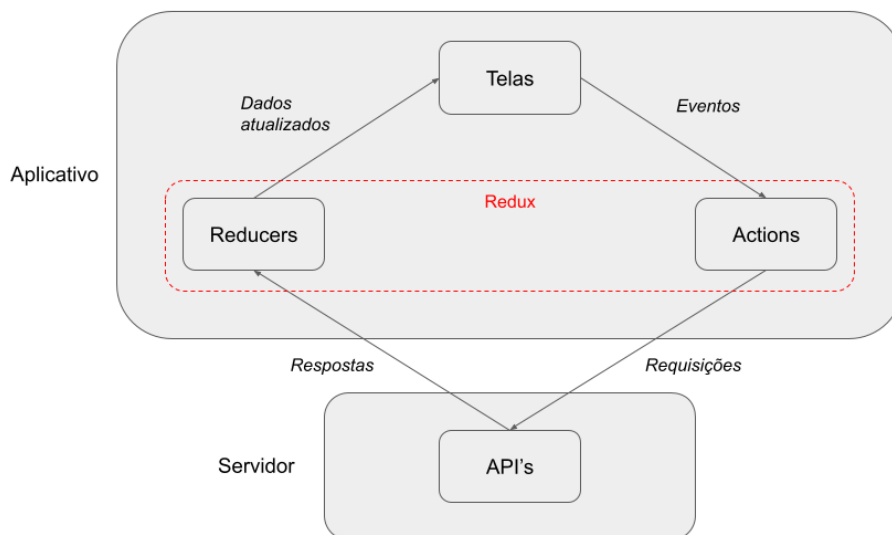 Telas
Dados
atualizados
Eventos
Aplicativo
Redux
Reducers
Actions
Respostas
Requisições
Servidor
API's